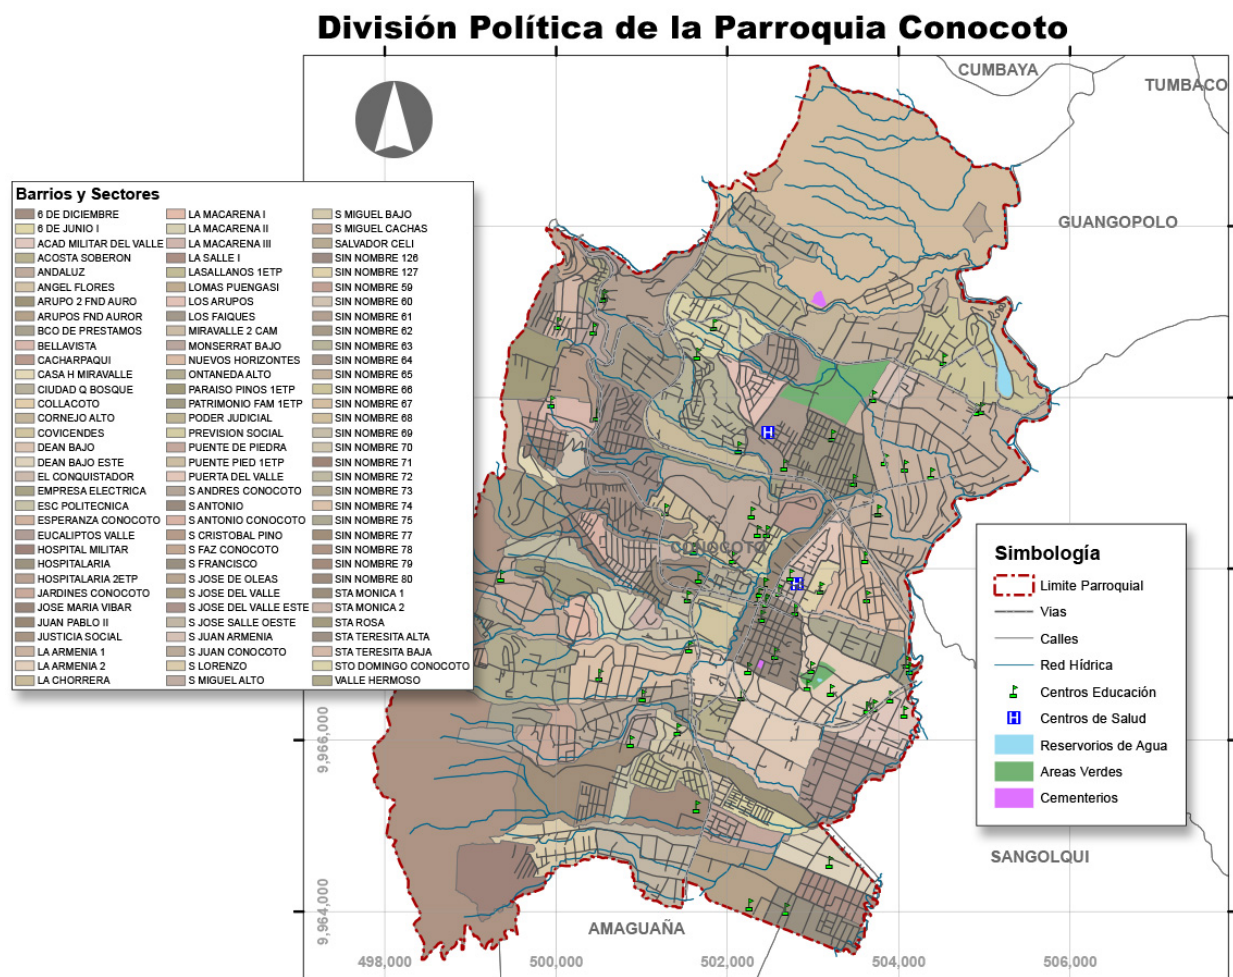 División Política de la Parroquia Conocoto
CUMBAYA
TUMBACO
GUANGOPOLO
Barrios y Sectores
6 DE DICIEMBRE
6 DE JUNIO I
ACAD MILITAR DEL VALLE
ACOSTA SOBERON
ANDALUZ
ANGEL FLORES
ARUPO 2 FND AURO
ARUPOS FND AUROR
BCO DE PRESTAMOS
BELLAVISTA
CACHARPAQUI
CASA H MIRAVALLE
CIUDAD Q BOSQUE
COLLACOTO
CORNEJO ALTO
COVICENDES
DEAN BAJO
DEAN BAJO ESTE
EL CONQUISTADOR
EMPRESA ELECTRICA
ESC POLITECNICA
ESPERANZA CONOCOTO
EUCALIPTOS VALLE
HOSPITAL MILITAR
HOSPITALARIA
HOSPITALARIA 2ETP
JARDINES CONOCOTO
JOSE MARIA VIBAR
JUAN PABLO II
JUSTICIA SOCIAL
LA ARMENIA 1
LA ARMENIA 2
LA CHORRERA
LA MACARENA I
LA MACARENA II
LA MACARENA III
LA SALLE I
LASALLANOS 1ETP
LOMAS PUENGASI
LOS ARUPOS
LOS FAIQUES
MIRAVALLE 2 CAM
MONSERRAT BAJO
NUEVOS HORIZONTES
ONTANEDA ALTO
PARAISO PINOS 1ETP
PATRIMONIO FAM 1ETP
PODER JUDICIAL
PREVISION SOCIAL
PUENTE DE PIEDRA
PUENTE PIED 1ETP
PUERTA DEL VALLE
S ANDRES CONOCOTO
S ANTONIO
S ANTONIO CONOCOTO
S CRISTOBAL PINO
S FAZ CONOCOTO
S FRANCISCO
S JOSE DE OLEAS
S JOSE DEL VALLE
S JOSE DEL VALLE ESTE
S JOSE SALLE OESTE
S JUAN ARMENIA
S JUAN CONOCOTO
S LORENZO
S MIGUEL ALTO
S MIGUEL BAJO
S MIGUEL CACHAS
SALVADOR CELI
SIN NOMBRE 126
SIN NOMBRE 127
SIN NOMBRE 59
SIN NOMBRE 60
SIN NOMBRE 61
SIN NOMBRE 62
SIN NOMBRE 63
SIN NOMBRE 64
SIN NOMBRE 65
SIN NOMBRE 66
SIN NOMBRE 67
SIN NOMBRE 68
SIN NOMBRE 69
SIN NOMBRE 70
SIN NOMBRE 71
SIN NOMBRE 72
SIN NOMBRE 73
SIN NOMBRE 74
SIN NOMBRE 75
SIN NOMBRE 77
SIN NOMBRE 78
SIN NOMBRE 79
SIN NOMBRE 80
STA MONICA 1
STA MONICA 2
STA ROSA
STA TERESITA ALTA
STA TERESITA BAJA
STO DOMINGO CONOCOTO
VALLE HERMOSO
H
CONOCOTO
H
Simbología
Limite Parroquial
Vias
Calles
Red Hídrica
Centros Educación
H Centros de Salud
Reservorios de Agua
Areas Verdes
Cementerios
9,966,000
SANGOLQUI
9,964,000
AMAGUAÑA
498,000
500,000
502,000
504,000
506,000